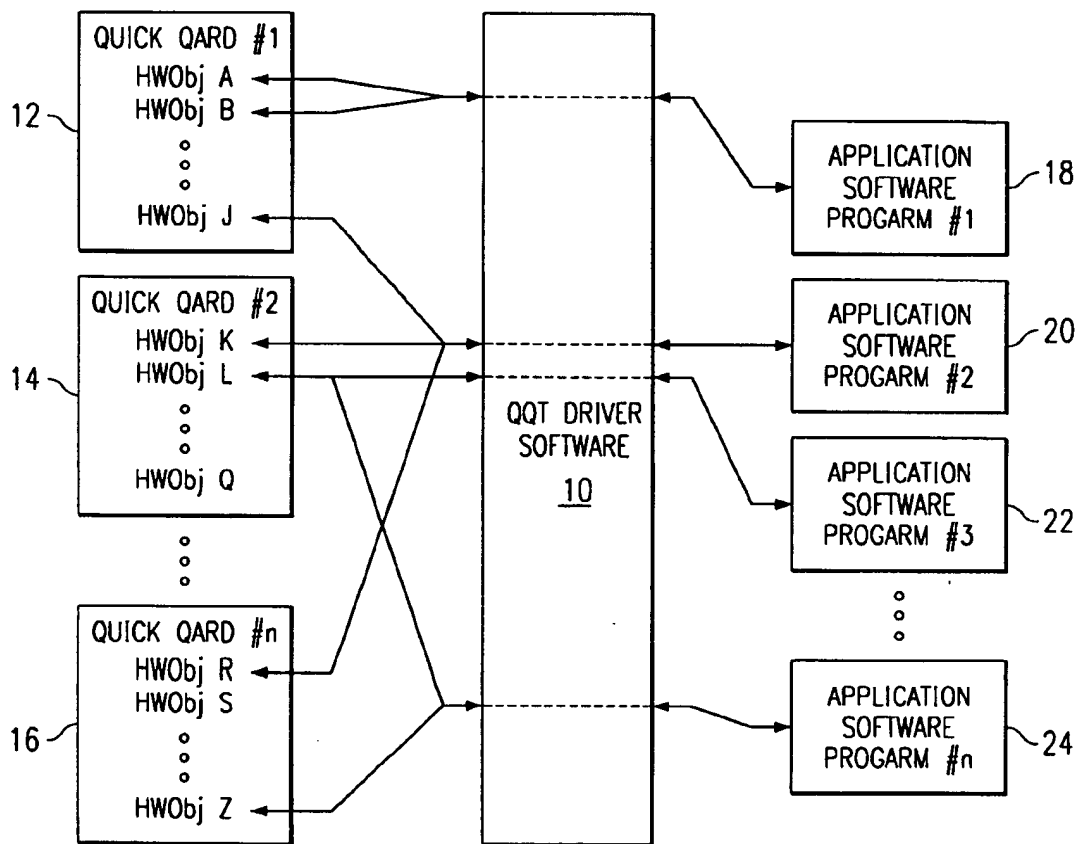 QUICK QARD #1
HWObj A
HWObj B
HWObj J
12
QUICK QARD #2
HWObj K
HWObj L
HWObj Q
14
QUICK QARD #n
HWObj R
HWObj S
HWObj Z
16
QQT DRIVER
SOFTWARE
10
APPLICATION
SOFTWARE
PROGARM #1
18
APPLICATION
SOFTWARE
PROGARM #2
20
APPLICATION
SOFTWARE
PROGARM #3
22
APPLICATION
SOFTWARE
PROGARM #n
24